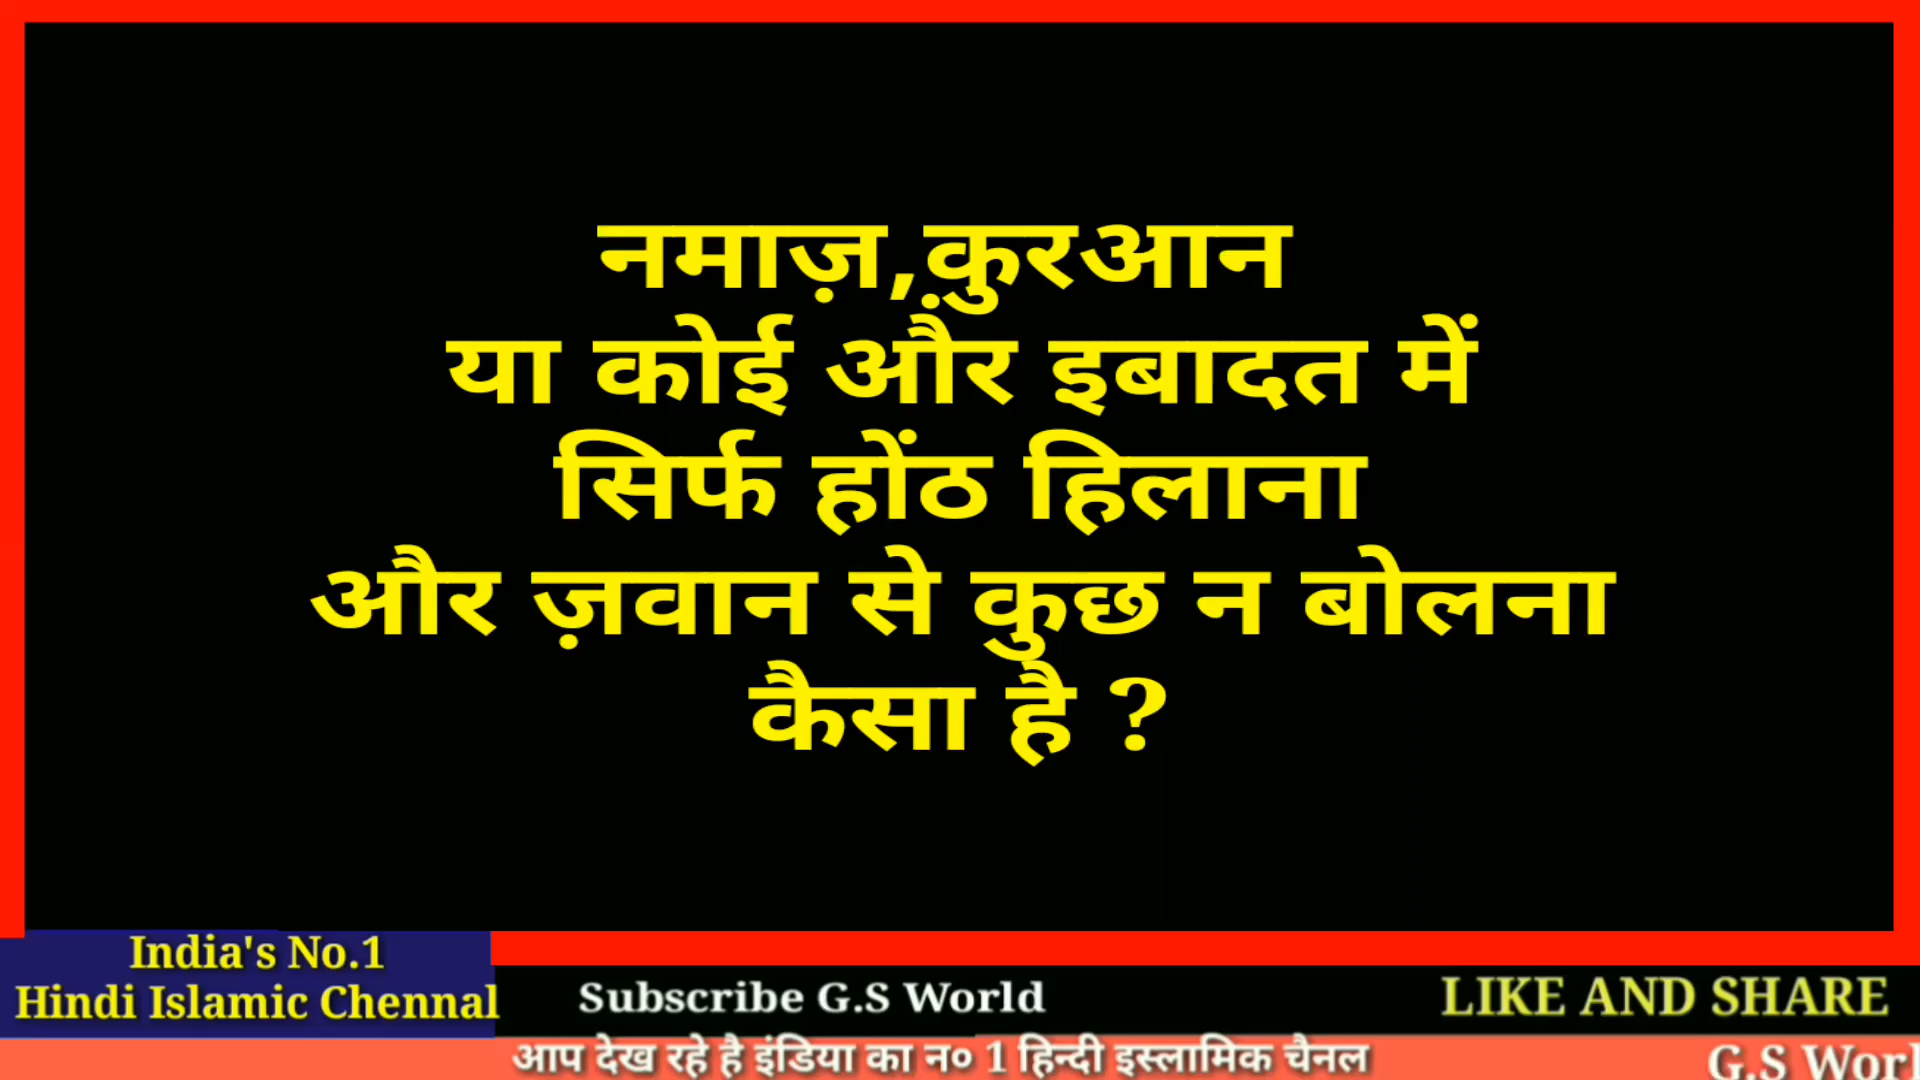 नमाज़,कुरआन
या कोई और इबादत में
सिर्फ होंठ हिलाना
और ज़वान से कुछ न बोलना
कैसा है ?
India's No.1
Hindi Islamic Chennal
Subscribe G.S World
LIKE AND SHARE
आप देख रहे है इंडिया का न० 1 हिन्दी इस्लामिक चैनल
G.S Worl